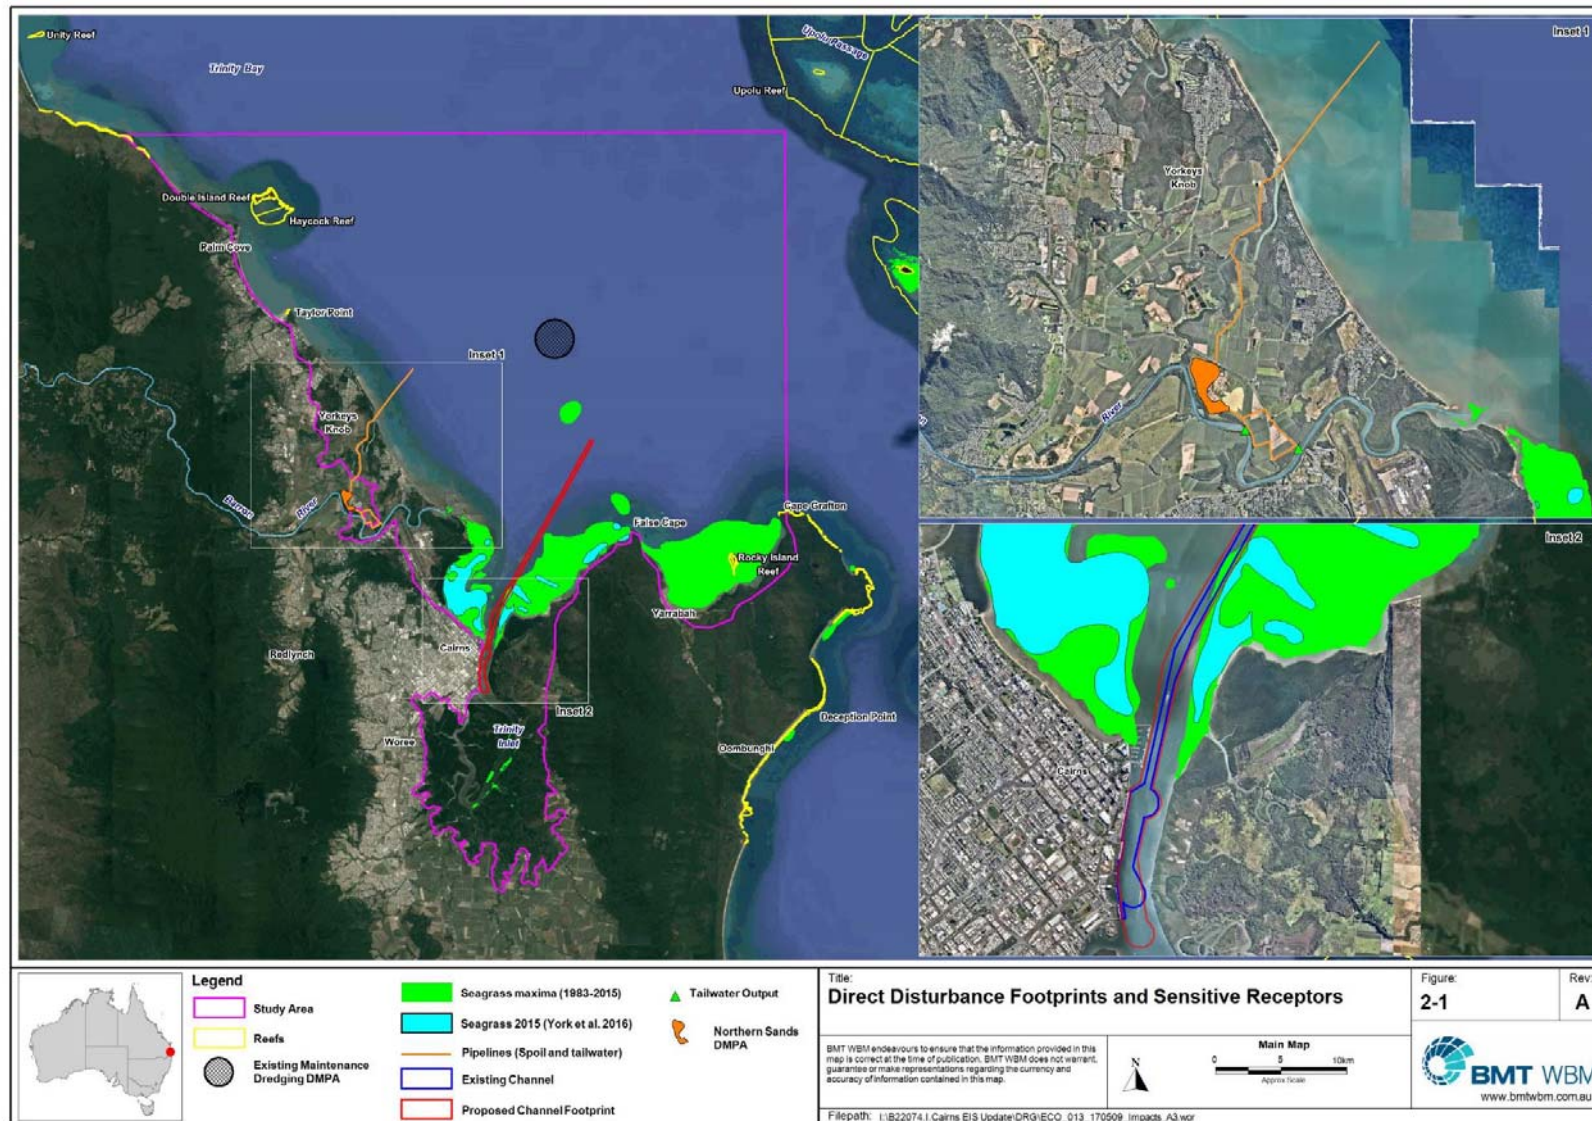 Unity Reef
Trinity Bay
Upolu Passage
Upolu Reef
Double Island Reef
Haycock Reef
Palm Cove
Taylor Point
Inset 1
Yorkeys
Knob
Barron
River
False Cape
Cape Grafton
Rocky Island
Reef
Yarrabah
Cairns
Redlynch
Inset 2
Woree
Trinity
Inlet
Deception Point
Oombunghi
Inset 1
Yorkeys
Knob
River
Inset 2
Cairns
Legend
Study Area
Reefs
Existing Maintenance
Dredging DMPA
Seagrass maxima (1983-2015)
Seagrass 2015 (York et al. 2016)
Pipelines (Spoil and tailwater)
Existing Channel
Proposed Channel Footprint
Tailwater Output
Northern Sands
DMPA
Title:
Direct Disturbance Footprints and Sensitive Receptors
Figure:
2-1
Rev:
A
BMT WBM endeavours to ensure that the information provided in this
map is correct at the time of publication. BMT WBM does not warrant,
guarantee or make representations regarding the currency and
accuracy of information contained in this map.
N
Main Map
0 5 10km
Approx Scale
BMT WBM
www.bmtwbm.com.au
Filepath: I:\B22074.I.Cairns EIS Update\DRG\ECO_013_170509_Impacts_A3.wor